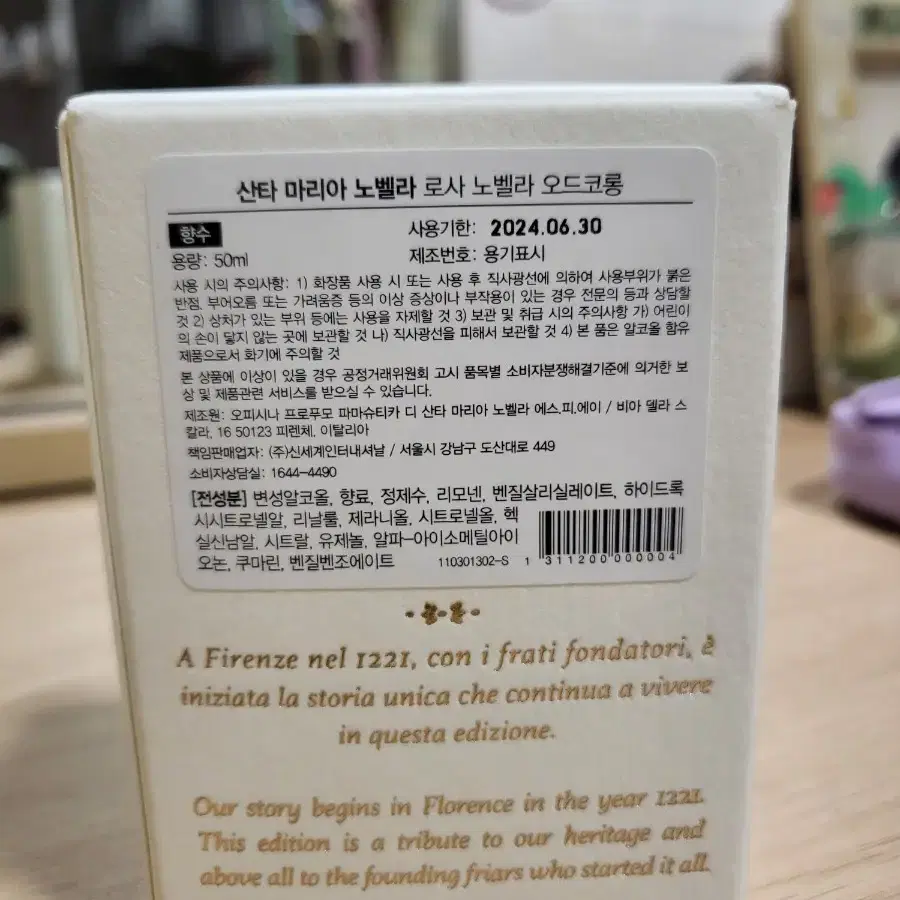 산타 마리아 노벨라 로사 노벨라 오드코롱
향수
사용기한: 2024.06.30
용량: 50ml
제조번호: 용기표시
사용 시의 주의사항: 1) 화장품 사용 시 또는 사용 후 직사광선에 의하여 사용부위가 붉은
반점, 부어오름 또는 가려움증 등의 이상 증상이나 부작용이 있는 경우 전문의 등과 상담할
것 2) 상처가 있는 부위 등에는 사용을 자제할 것 3) 보관 및 취급 시의 주의사항 가) 어린이
의 손이 닿지 않는 곳에 보관할 것 나) 직사광선을 피해서 보관할 것 4) 본 품은 알코올 함유
제품으로서 화기에 주의할 것
본 상품에 이상이 있을 경우 공정거래위원회 고시 품목별 소비자분쟁해결기준에 의거한 보
상 및 제품관련 서비스를 받으실 수 있습니다.
제조원: 오피시나 프로푸모 파마슈티카 디 산타 마리아 노벨라 에스.피.에이 / 비아 델라 스
칼라, 16 50123 피렌체, 이탈리아
책임판매업자: (주)신세계인터내셔날 / 서울시 강남구 도산대로 449
소비자상담실: 1644-4490
[전성분] 변성알코올, 향료, 정제수, 리모넨, 벤질살리실레이트, 하이드록
시시트로넬알, 리날룰, 제라니올, 시트로넬올, 헥
실신남알, 시트랄, 유제놀, 알파-아이소메틸아이
오논, 쿠마린, 벤질벤조에이트
110301302-S
1 311200 000004
A Firenze nel 1221, con i frati fondatori, è
iniziata la storia unica che continua a vivere
in questa edizione.
Our story begins in Florence in the year 1221.
This edition is a tribute to our heritage and
above all to the founding friars who started it all.